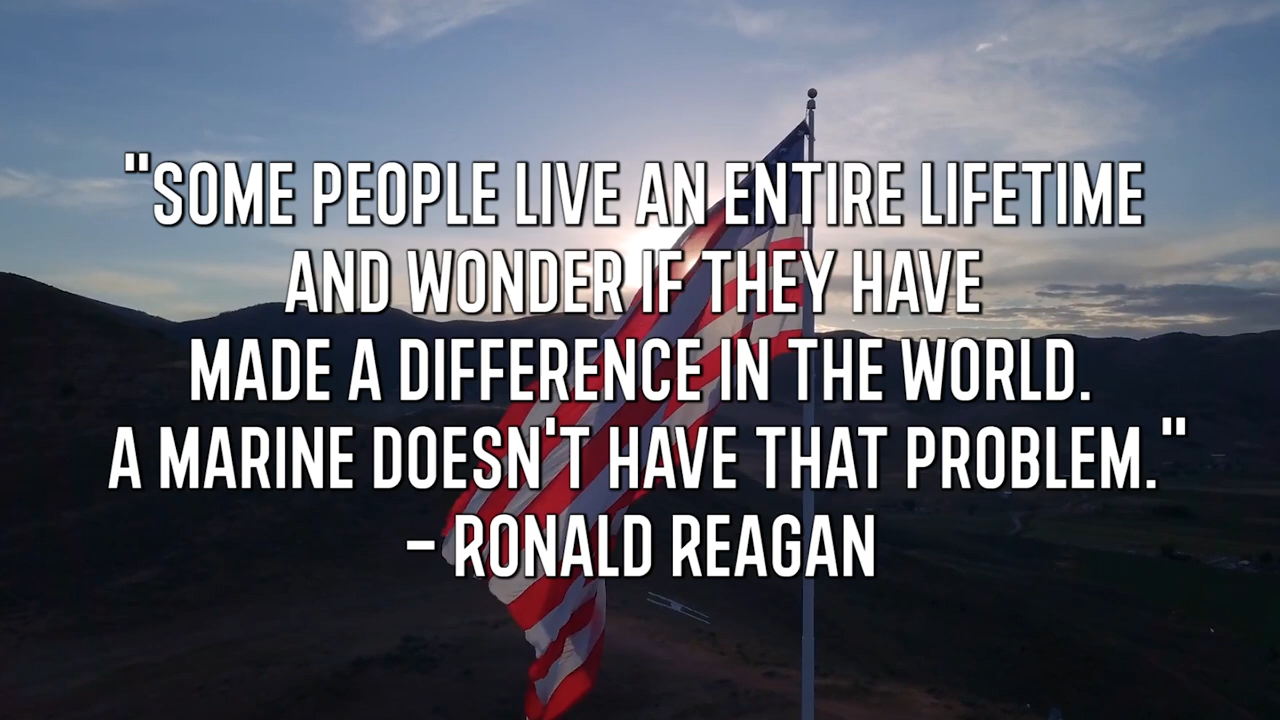 "SOME PEOPLE LIVE AN ENTIRE LIFETIME
AND WONDER IF THEY HAVE
MADE A DIFFERENCE IN THE WORLD.
A MARINE DOESN'T HAVE THAT PROBLEM."
- RONALD REAGAN